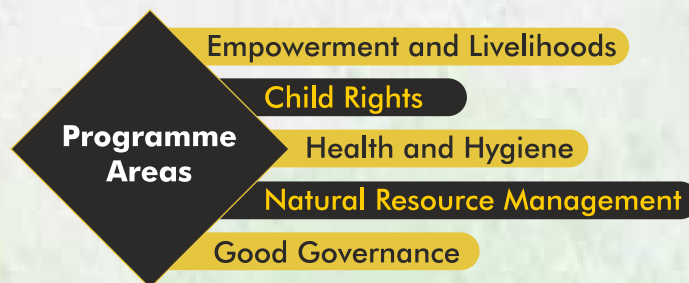 Programme
Areas
Empowerment and Livelihoods
Child Rights
Health and Hygiene
Natural Resource Management
Good Governance